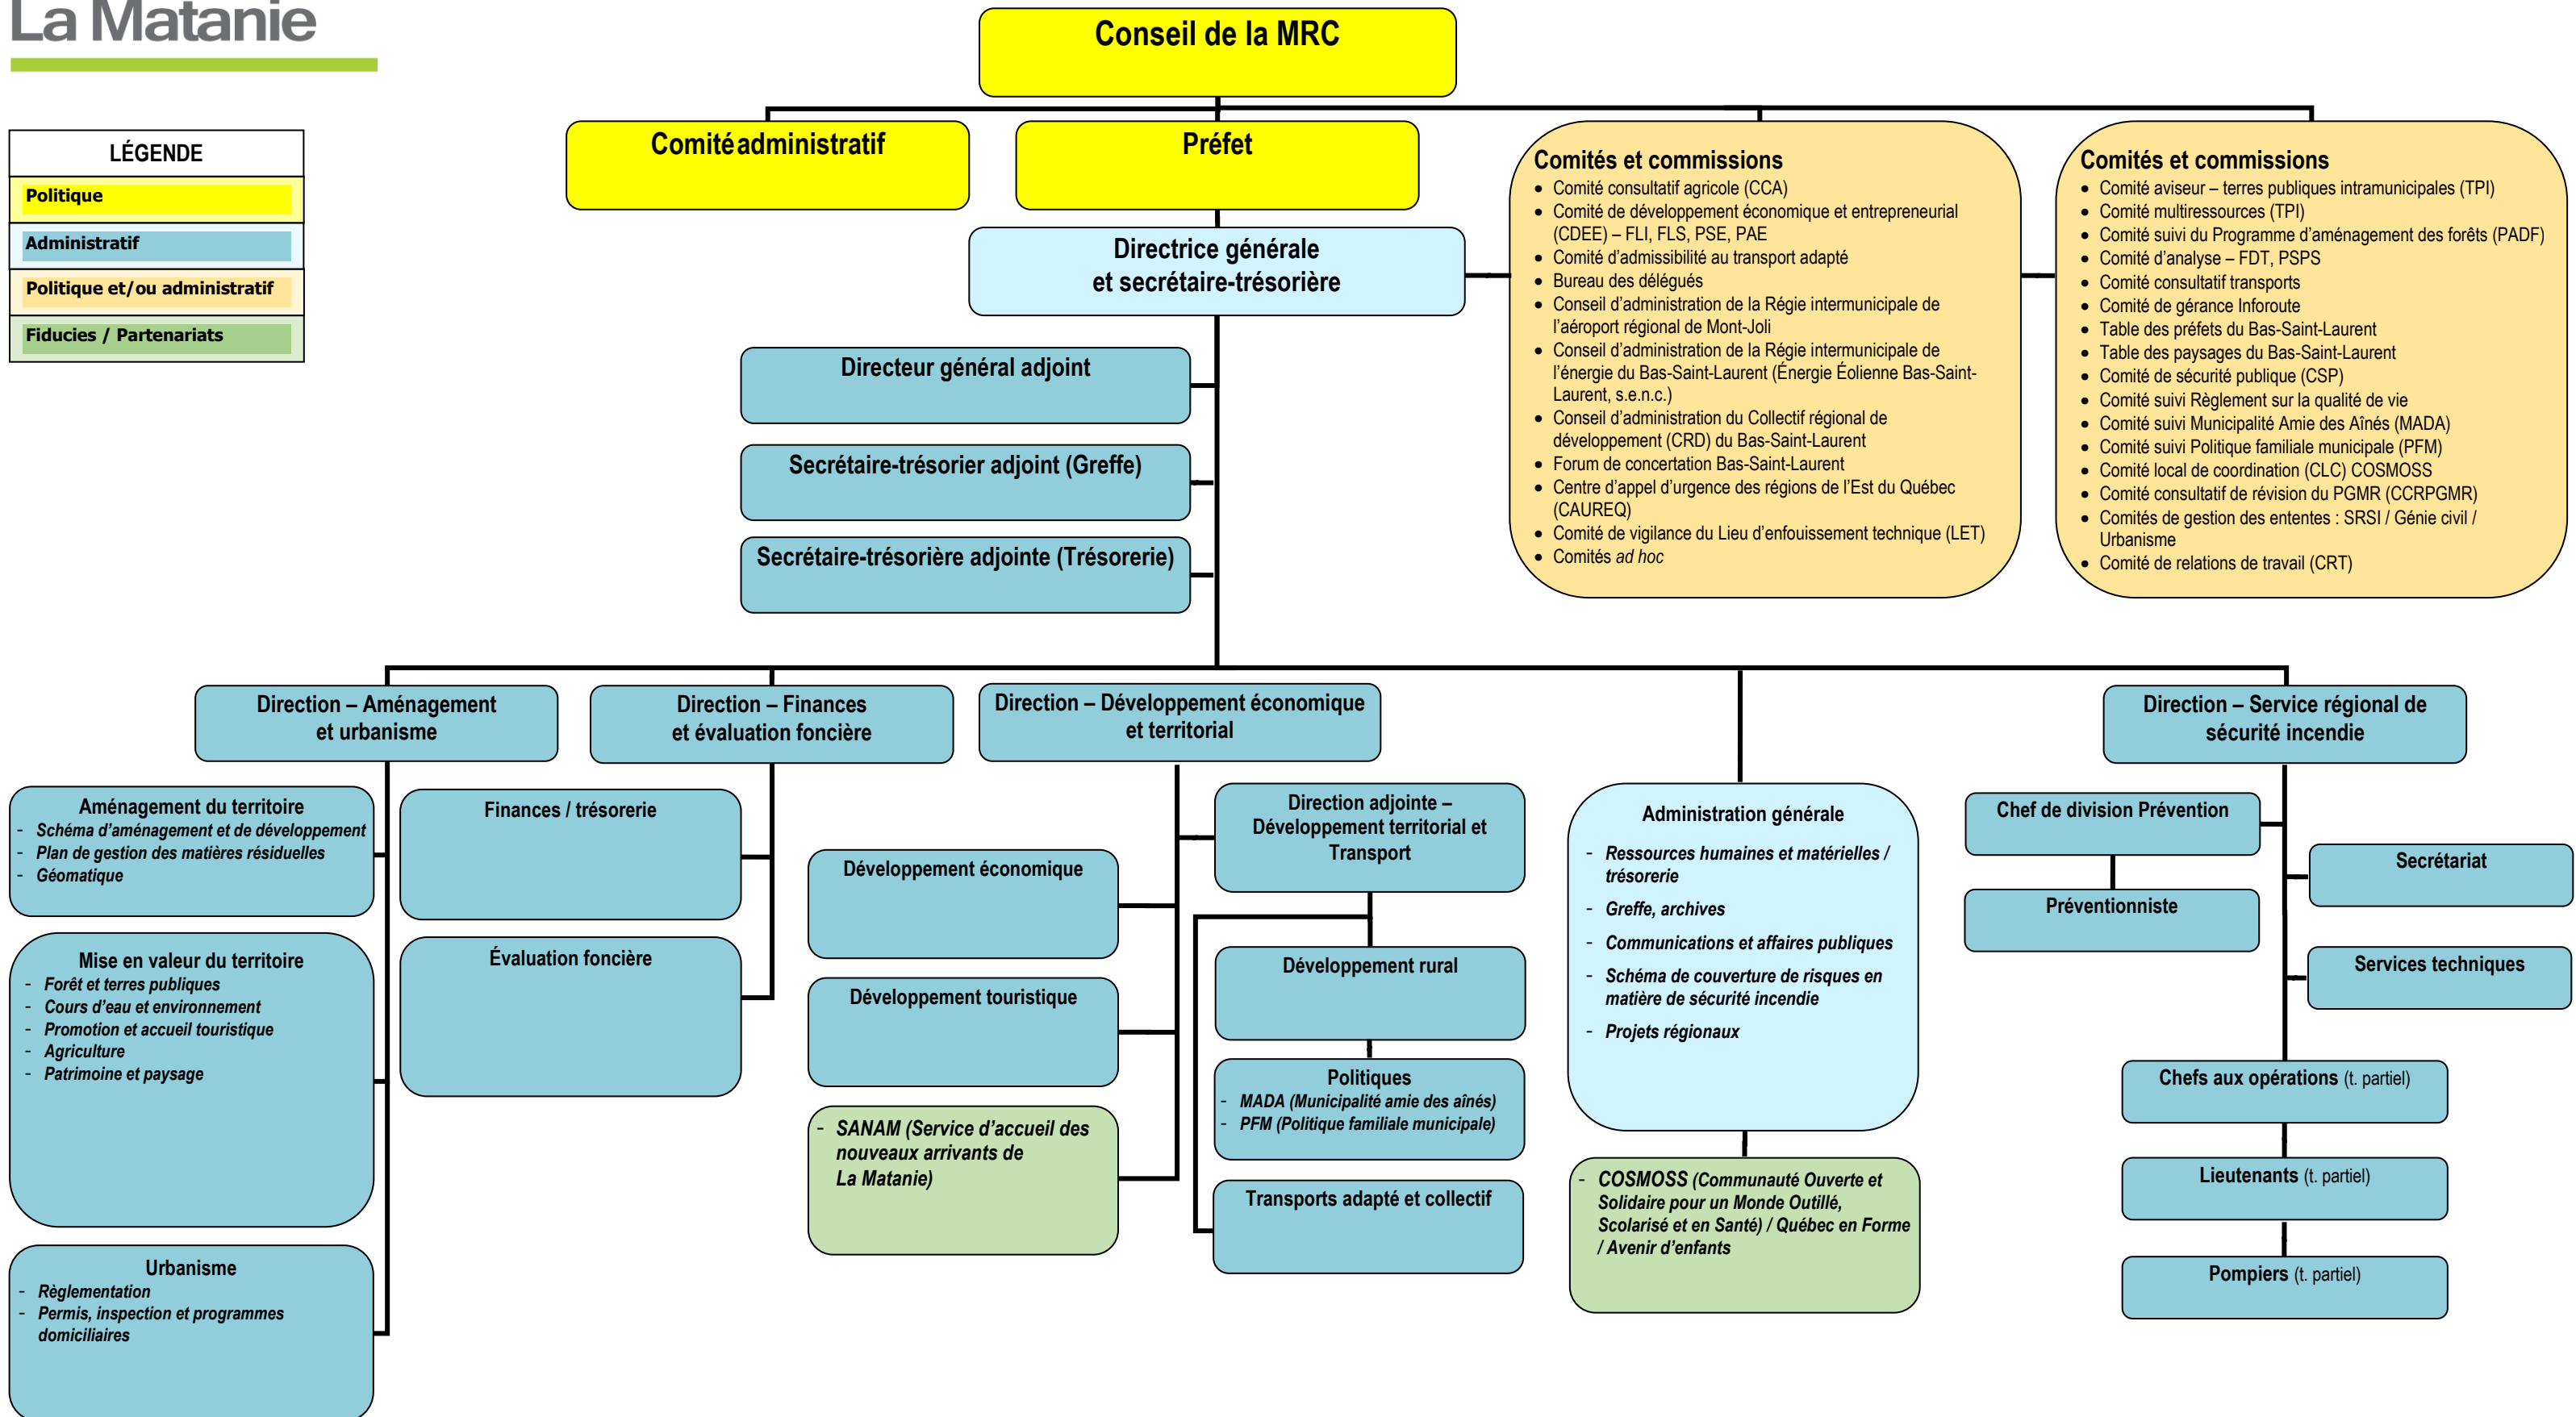 La Matanie
Conseil de la MRC
LÉGENDE
Politique
Administratif
Politique et/ou administratif
Fiducies / Partenariats
Comité administratif
Préfet
Directrice générale
et secrétaire-trésorière
Comités et commissions
• Comité consultatif agricole (CCA)
• Comité de développement économique et entrepreneurial
(CDEE) – FLI, FLS, PSE, PAE
• Comité d'admissibilité au transport adapté
• Bureau des délégués
• Conseil d'administration de la Régie intermunicipale de
l'aéroport régional de Mont-Joli
• Conseil d'administration de la Régie intermunicipale de
l'énergie du Bas-Saint-Laurent (Énergie Éolienne Bas-Saint-
Laurent, s.e.n.c.)
• Conseil d'administration du Collectif régional de
développement (CRD) du Bas-Saint-Laurent
• Forum de concertation Bas-Saint-Laurent
• Centre d'appel d'urgence des régions de l'Est du Québec
(CAUREQ)
• Comité de vigilance du Lieu d'enfouissement technique (LET)
• Comités ad hoc
Comités et commissions
• Comité aviseur – terres publiques intramunicipales (TPI)
• Comité multiressources (TPI)
• Comité suivi du Programme d'aménagement des forêts (PADF)
• Comité d'analyse – FDT, PSPS
• Comité consultatif transports
• Comité de gérance Inforoute
• Table des préfets du Bas-Saint-Laurent
• Table des paysages du Bas-Saint-Laurent
• Comité de sécurité publique (CSP)
• Comité suivi Règlement sur la qualité de vie
• Comité suivi Municipalité Amie des Aînés (MADA)
• Comité suivi Politique familiale municipale (PFM)
• Comité local de coordination (CLC) COSMOSS
• Comité consultatif de révision du PGMR (CCRPGMR)
• Comités de gestion des ententes : SRSI / Génie civil /
Urbanisme
• Comité de relations de travail (CRT)
Directeur général adjoint
Secrétaire-trésorier adjoint (Greffe)
Secrétaire-trésorière adjointe (Trésorerie)
Direction – Aménagement
et urbanisme
Aménagement du territoire
- Schéma d'aménagement et de développement
- Plan de gestion des matières résiduelles
- Géomatique
Mise en valeur du territoire
- Forêt et terres publiques
- Cours d'eau et environnement
- Promotion et accueil touristique
- Agriculture
- Patrimoine et paysage
Urbanisme
- Règlementation
- Permis, inspection et programmes
domiciliaires
Direction – Finances
et évaluation foncière
Finances / trésorerie
Évaluation foncière
Direction – Développement économique
et territorial
Développement économique
Développement touristique
- SANAM (Service d'accueil des
nouveaux arrivants de
La Matanie)
Direction adjointe –
Développement territorial et
Transport
Développement rural
Politiques
- MADA (Municipalité amie des aînés)
- PFM (Politique familiale municipale)
Transports adapté et collectif
Administration générale
- Ressources humaines et matérielles /
trésorerie
- Greffe, archives
- Communications et affaires publiques
- Schéma de couverture de risques en
matière de sécurité incendie
- Projets régionaux
- COSMOSS (Communauté Ouverte et
Solidaire pour un Monde Outillé,
Scolarisé et en Santé) / Québec en Forme
/ Avenir d'enfants
Direction – Service régional de
sécurité incendie
Chef de division Prévention
Préventionniste
Secrétariat
Services techniques
Chefs aux opérations (t. partiel)
Lieutenants (t. partiel)
Pompiers (t. partiel)